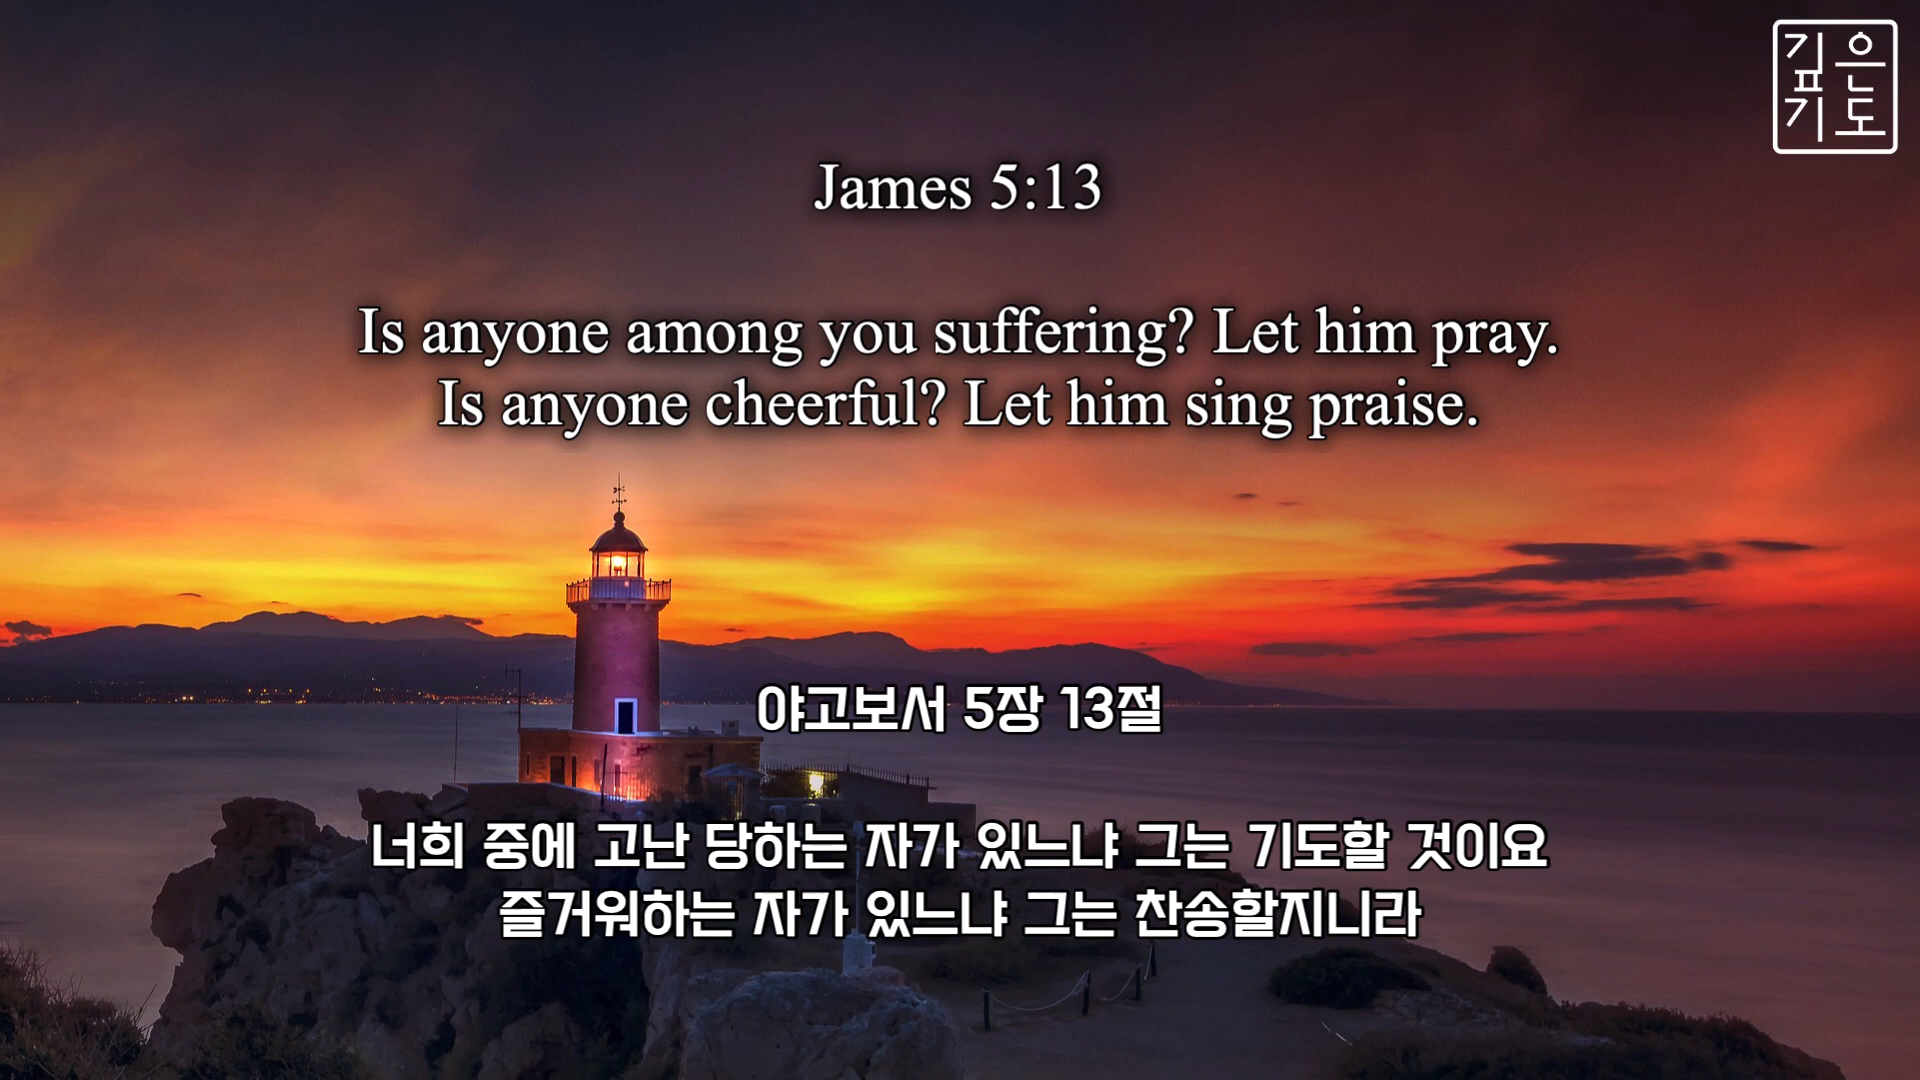 깊은
기도
James 5:13
Is anyone among you suffering? Let him pray.
Is anyone cheerful? Let him sing praise.
야고보서 5장 13절
너희 중에 고난 당하는 자가 있느냐 그는 기도할 것이요
즐거워하는 자가 있느냐 그는 찬송할지니라